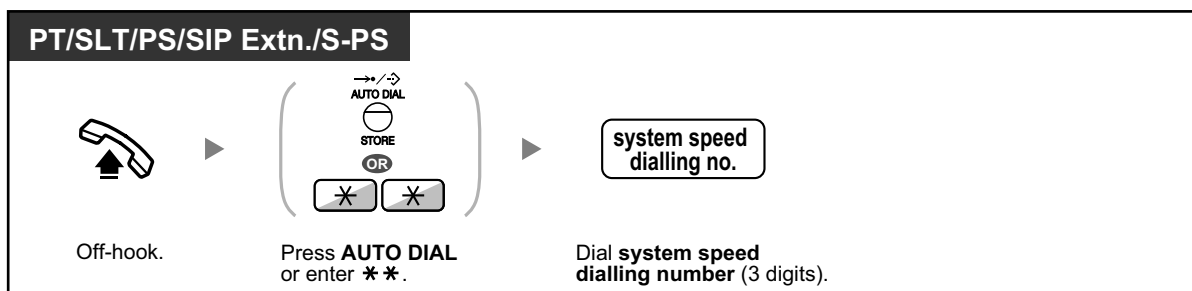 PT/SLT/PS/SIP Extn./S-PS
AUTO DIAL
STORE
OR
system speed
dialling no.
Off-hook.
Press AUTO DIAL
or enter ** .
Dial system speed
dialling number (3 digits).